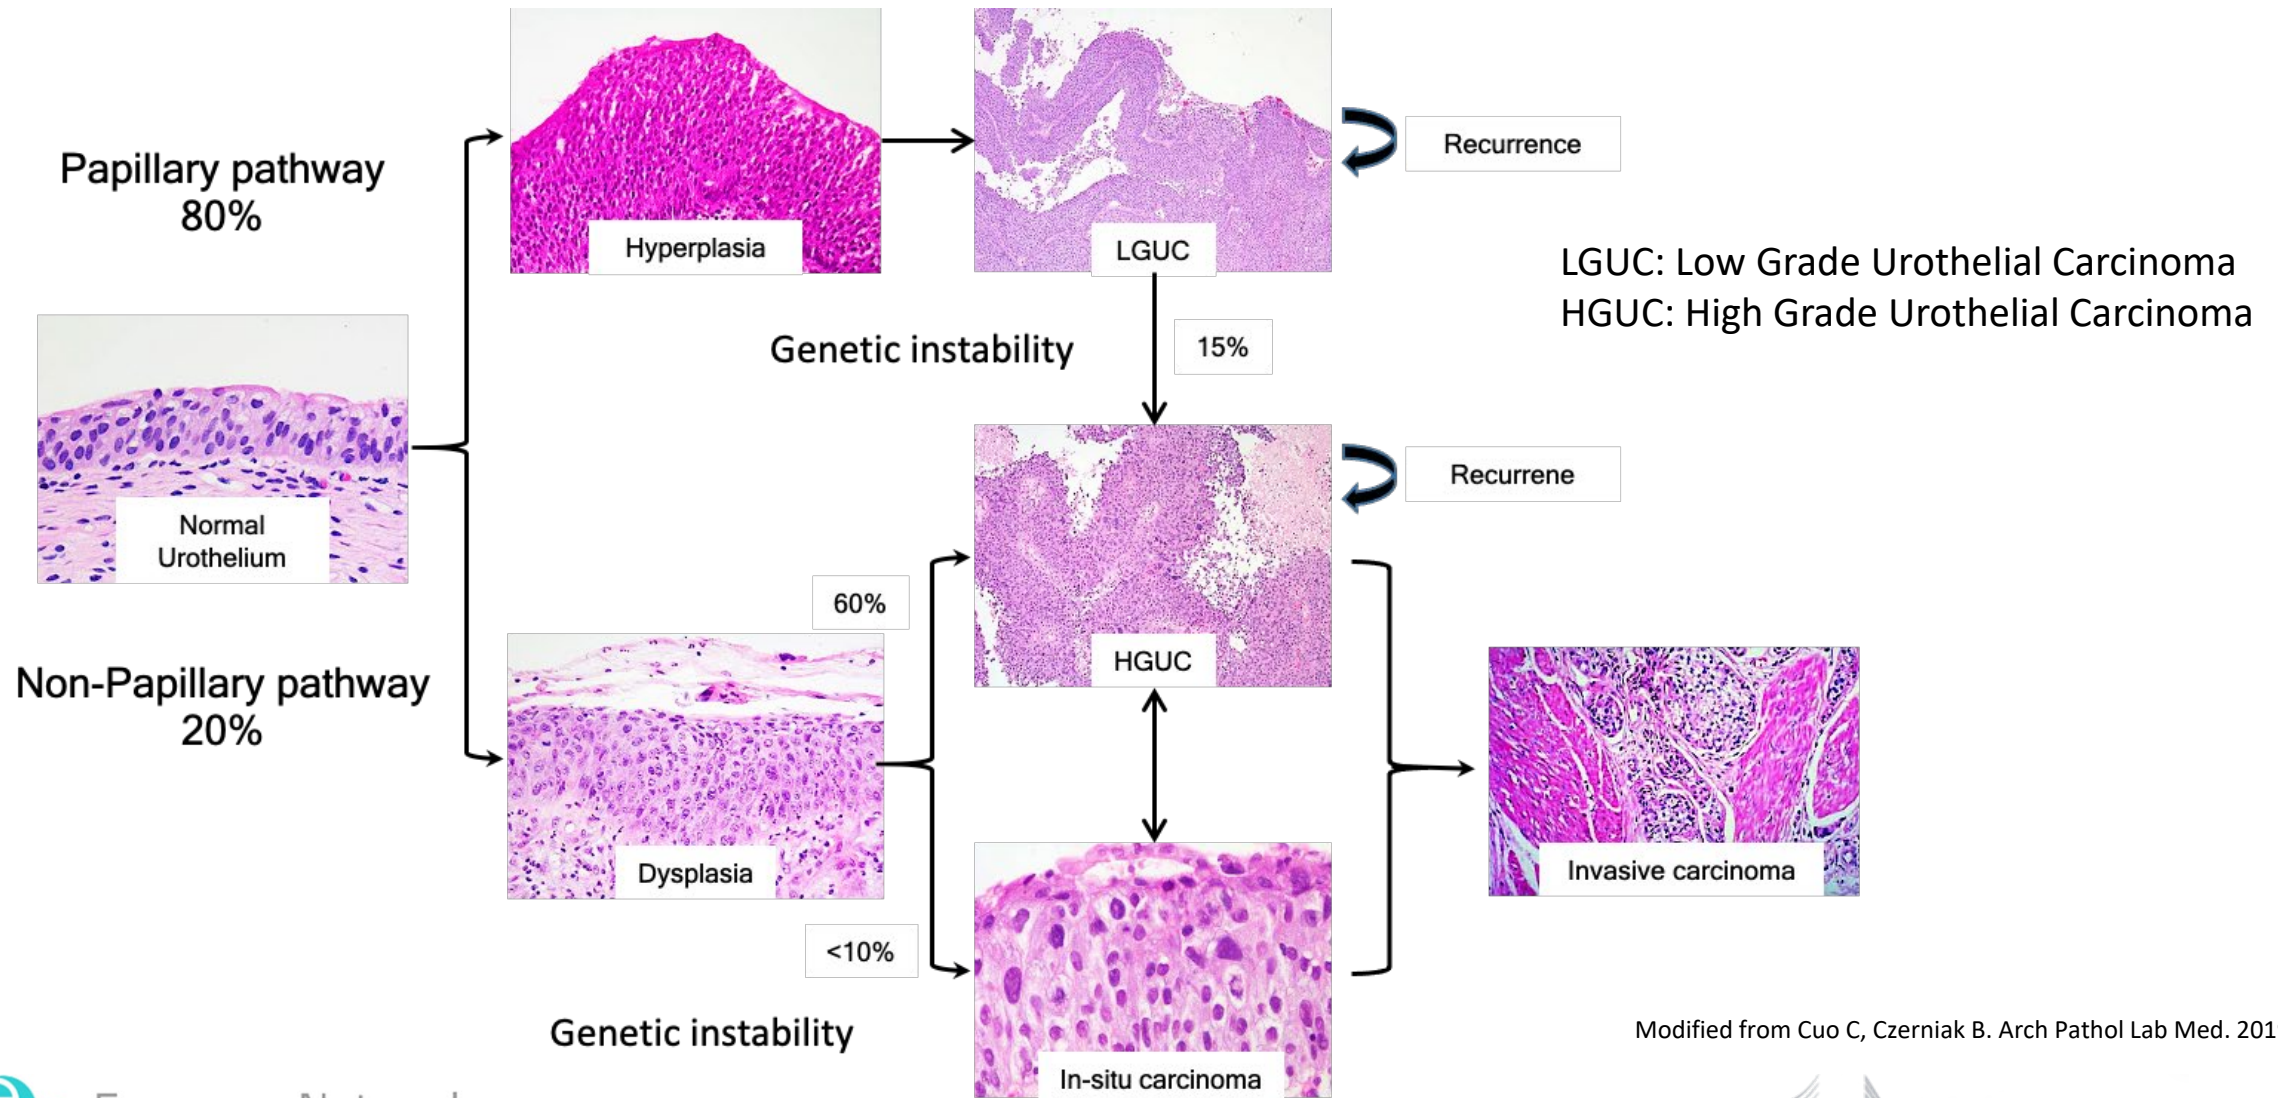 Papillary pathway
80%
Hyperplasia
LGUC
Recurrence
LGUC: Low Grade Urothelial Carcinoma
HGUC: High Grade Urothelial Carcinoma
Genetic instability
15%
Normal
Urothelium
Recurrene
60%
HGUC
Non-Papillary pathway
20%
Dysplasia
Invasive carcinoma
<10%
Genetic instability
In-situ carcinoma
Modified from Cuo C, Czerniak B. Arch Pathol Lab Med. 201